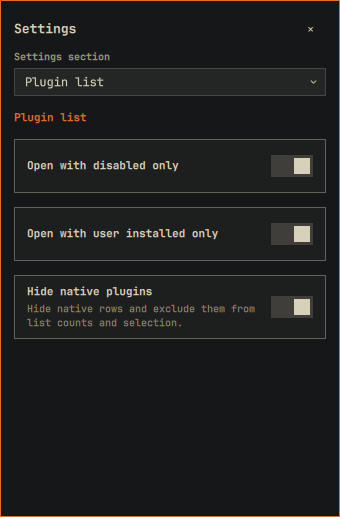 Settings
×
Settings section
Plugin list
Plugin list
Open with disabled only
Open with user installed only
Hide native plugins
Hide native rows and exclude them from
list counts and selection.